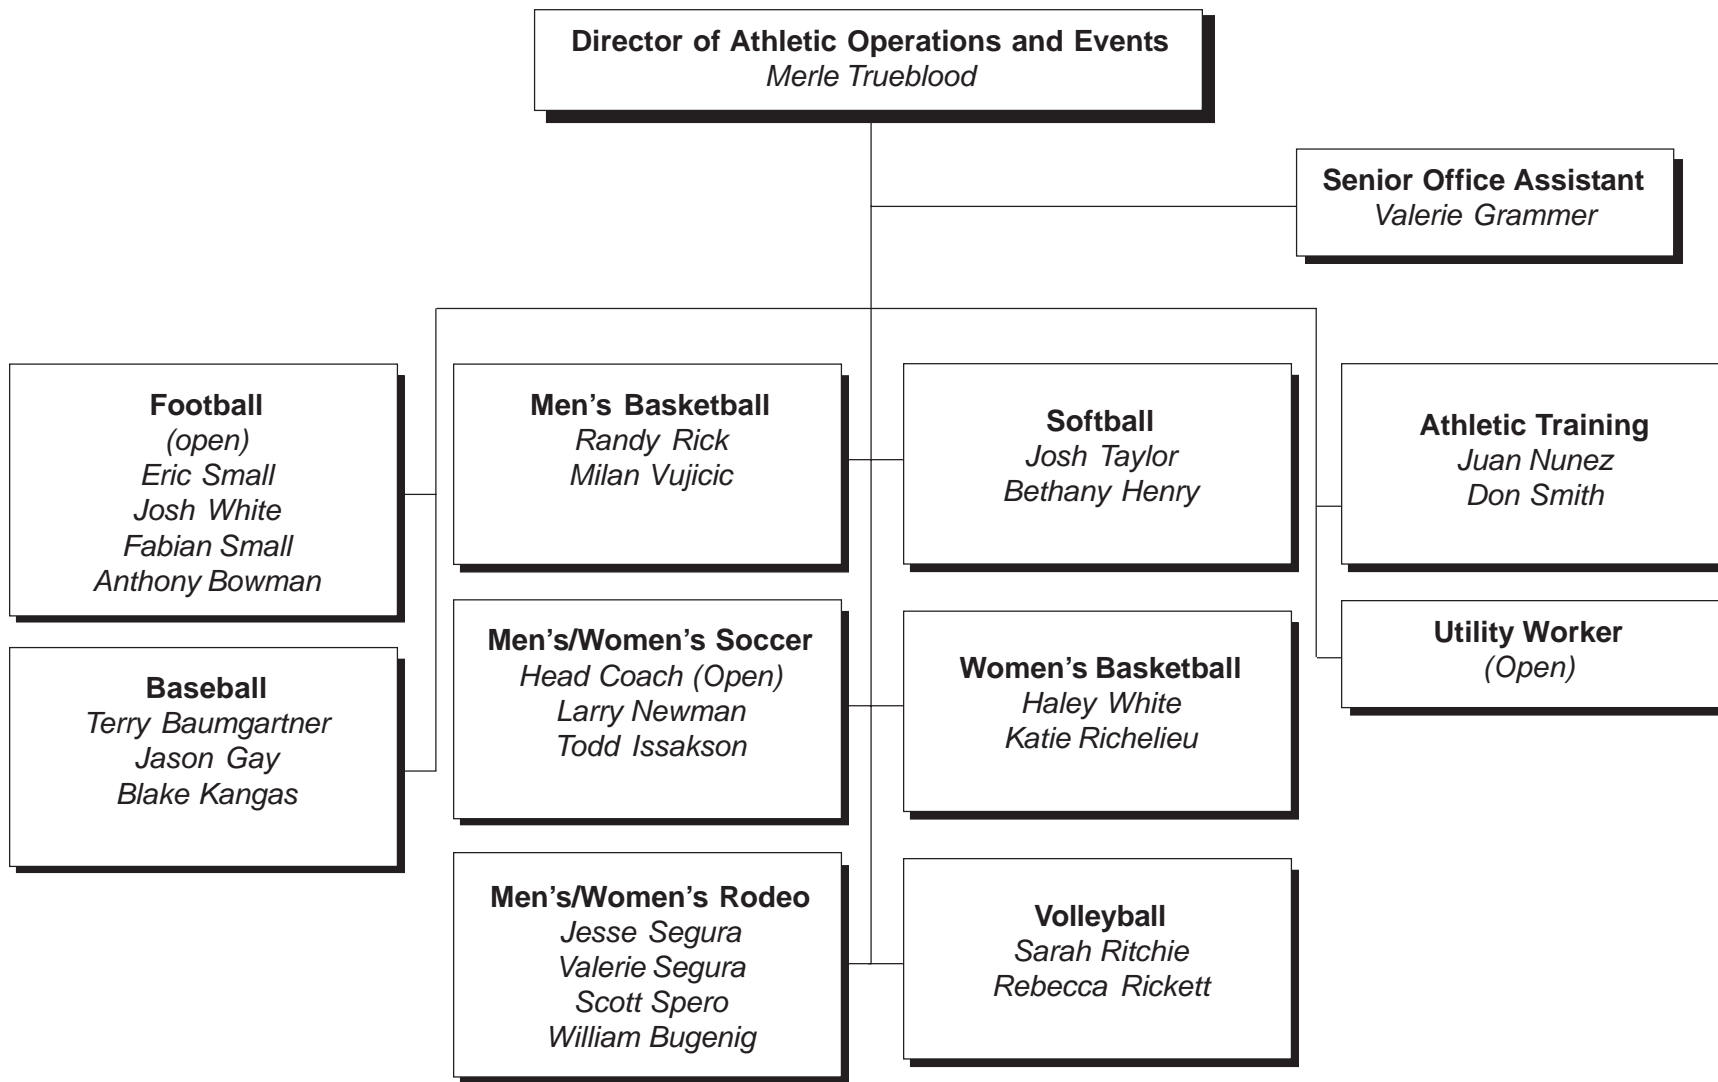 Director of Athletic Operations and Events
Merle Trueblood
Senior Office Assistant
Valerie Grammer
Football
(open)
Eric Small
Josh White
Fabian Small
Anthony Bowman
Men's Basketball
Randy Rick
Milan Vujicic
Softball
Josh Taylor
Bethany Henry
Athletic Training
Juan Nunez
Don Smith
Baseball
Terry Baumgartner
Jason Gay
Blake Kangas
Men's/Women's Soccer
Head Coach (Open)
Larry Newman
Todd Issakson
Women's Basketball
Haley White
Katie Richelieu
Utility Worker
(Open)
Men's/Women's Rodeo
Jesse Segura
Valerie Segura
Scott Spero
William Bugenig
Volleyball
Sarah Ritchie
Rebecca Rickett